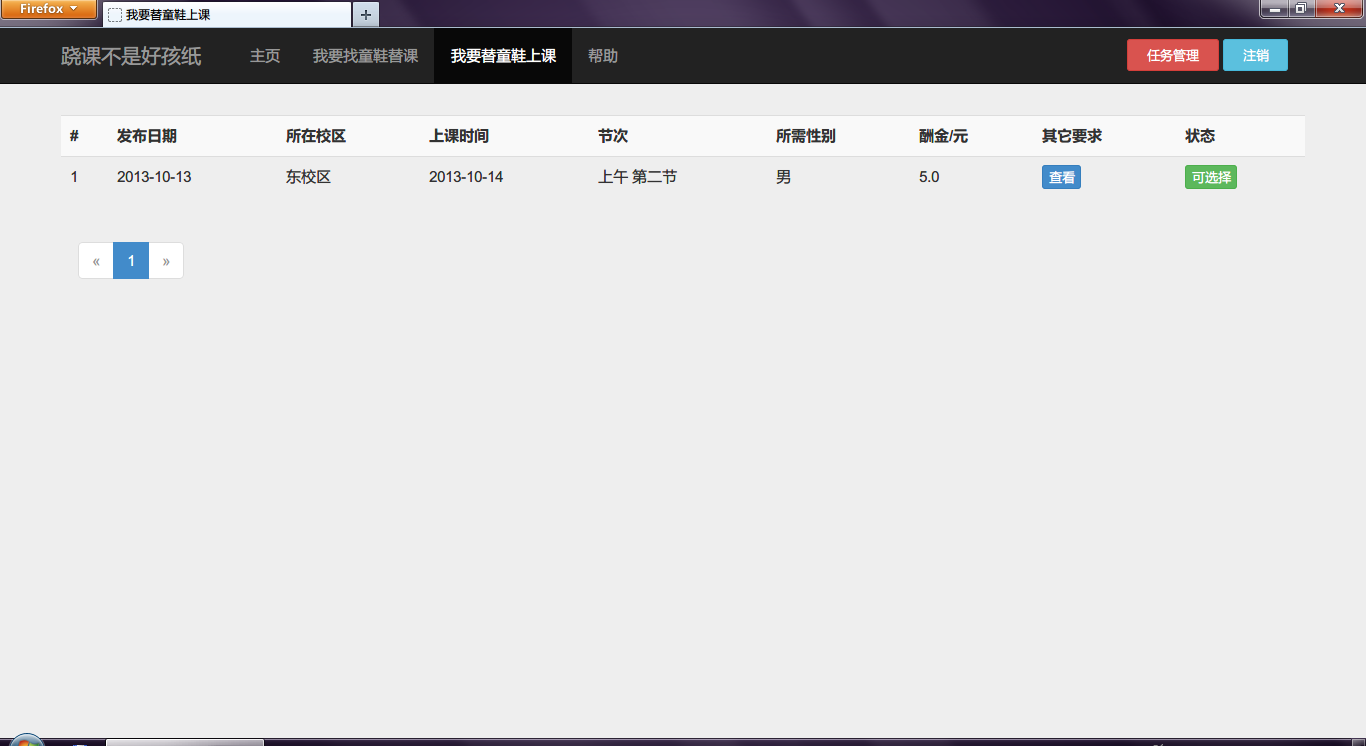 Firefox
我要替童鞋上课
跷课不是好孩纸 主页 我要找童鞋替课 我要替童鞋上课 帮助 任务管理 注销
# 发布日期 所在校区 上课时间 节次 所需性别 酬金/元 其它要求 状态
1 2013-10-13 东校区 2013-10-14 上午 第二节 男 5.0 查看 可选择
« 1 »